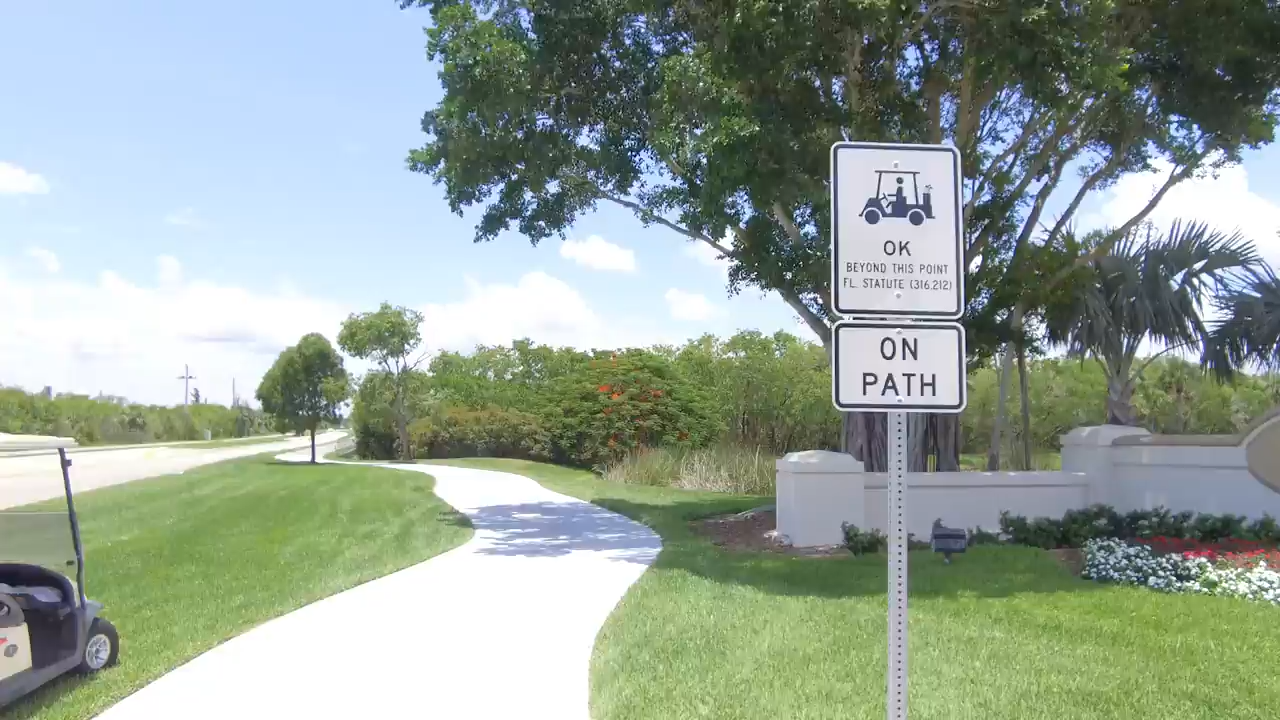 OK
BEYOND THIS POINT
FL. STATUTE (316.212)
ON
PATH